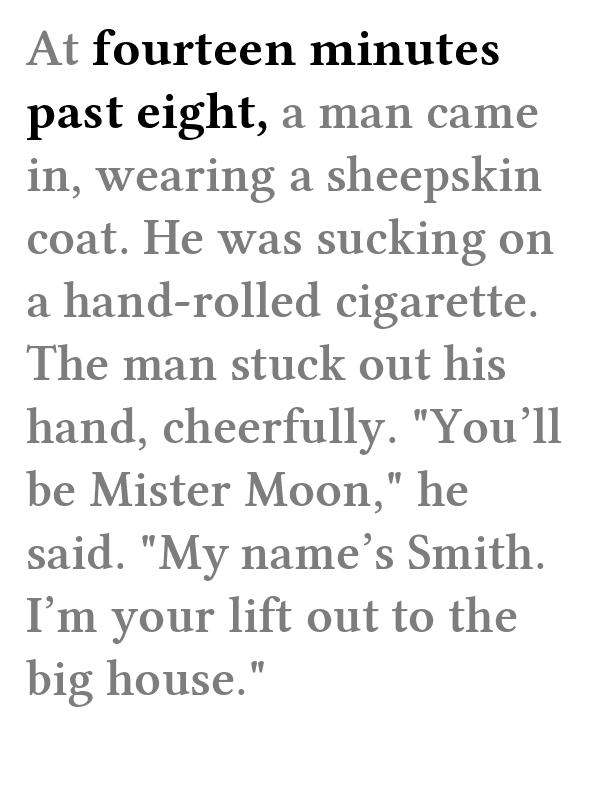 At fourteen minutes
past eight, a man came
in, wearing a sheepskin
coat. He was sucking on
a hand-rolled cigarette.
The man stuck out his
hand, cheerfully. "You’ll
be Mister Moon," he
said. "My name’s Smith.
I’m your lift out to the
big house."